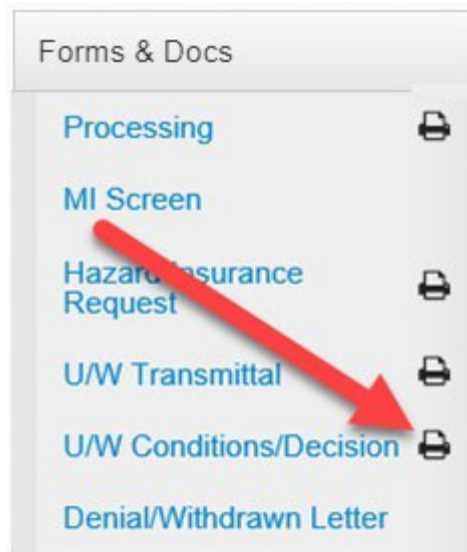 Forms & Docs
Processing
MI Screen
Hazard Insurance
Request
U/W Transmittal
U/W Conditions/Decision
Denial/Withdrawn Letter